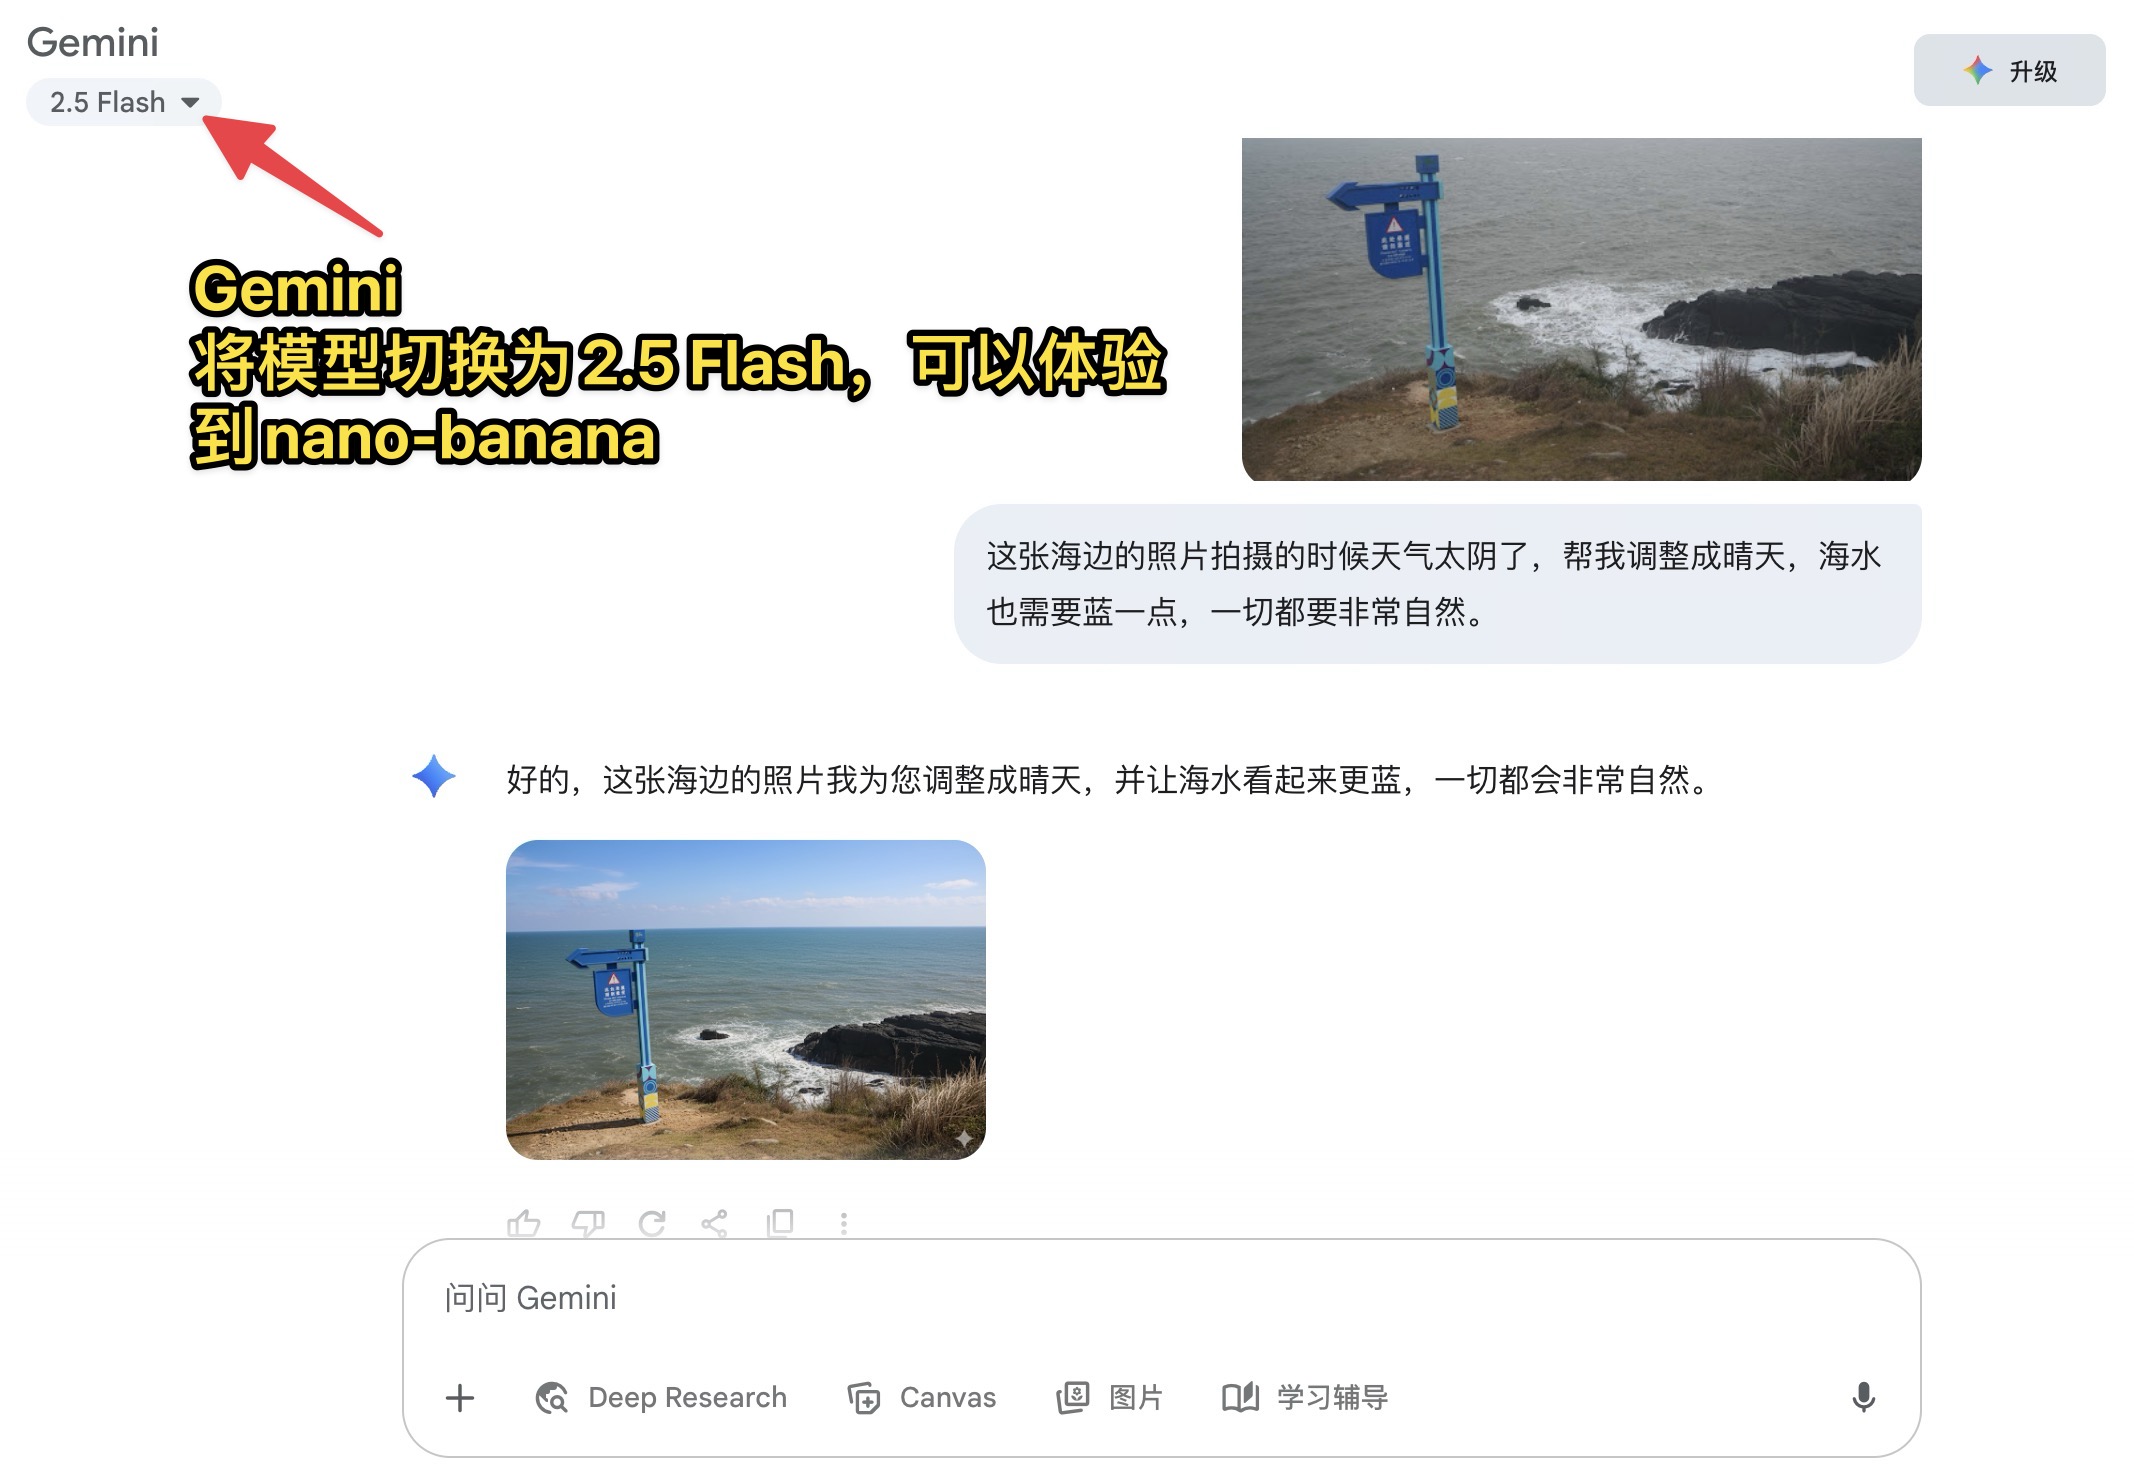 Gemini
2.5 Flash
升级
Gemini
将模型切换为 2.5 Flash，可以体验
到 nano-banana
这张海边的照片拍摄的时候天气太阴了，帮我调整成晴天，海水
也需要蓝一点，一切都要非常自然。
好的，这张海边的照片我为您调整成晴天，并让海水看起来更蓝，一切都会非常自然。
问问 Gemini
Deep Research
Canvas
图片
学习辅导